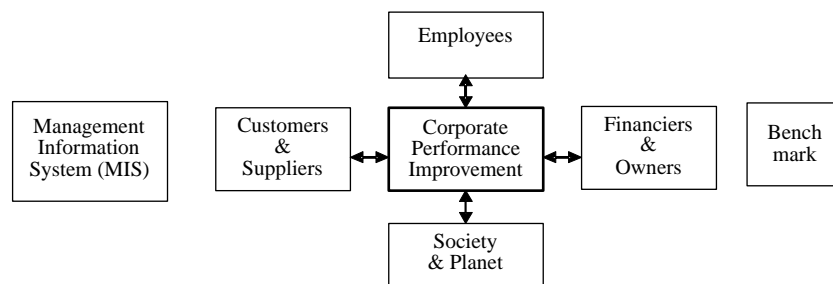 Employees
Management
Information
System (MIS)
Customers
&
Suppliers
Corporate
Performance
Improvement
Financiers
&
Owners
Bench
mark
Society
& Planet